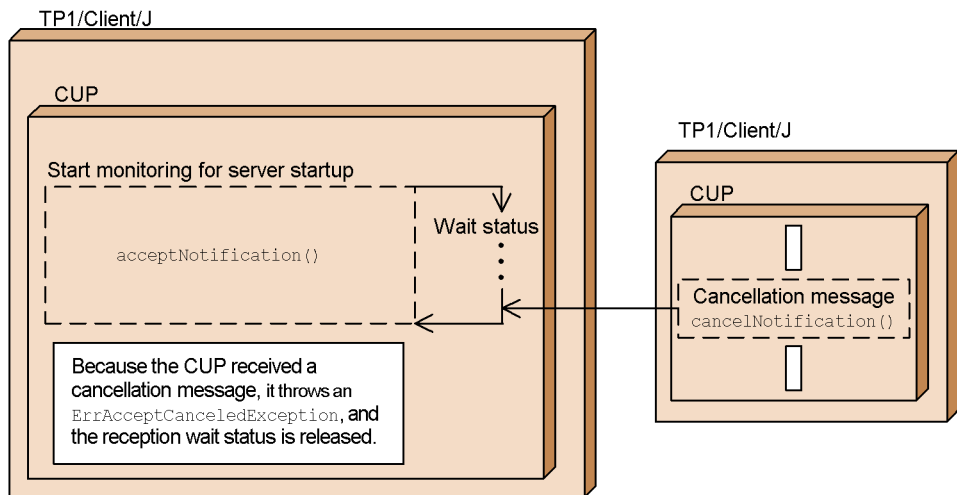 TP1/Client/J
CUP
Start monitoring for server startup
acceptNotification()
Wait status
Because the CUP received a
cancellation message, it throws an
ErrAcceptCanceledException, and
the reception wait status is released.
TP1/Client/J
CUP
Cancellation message
cancelNotification()